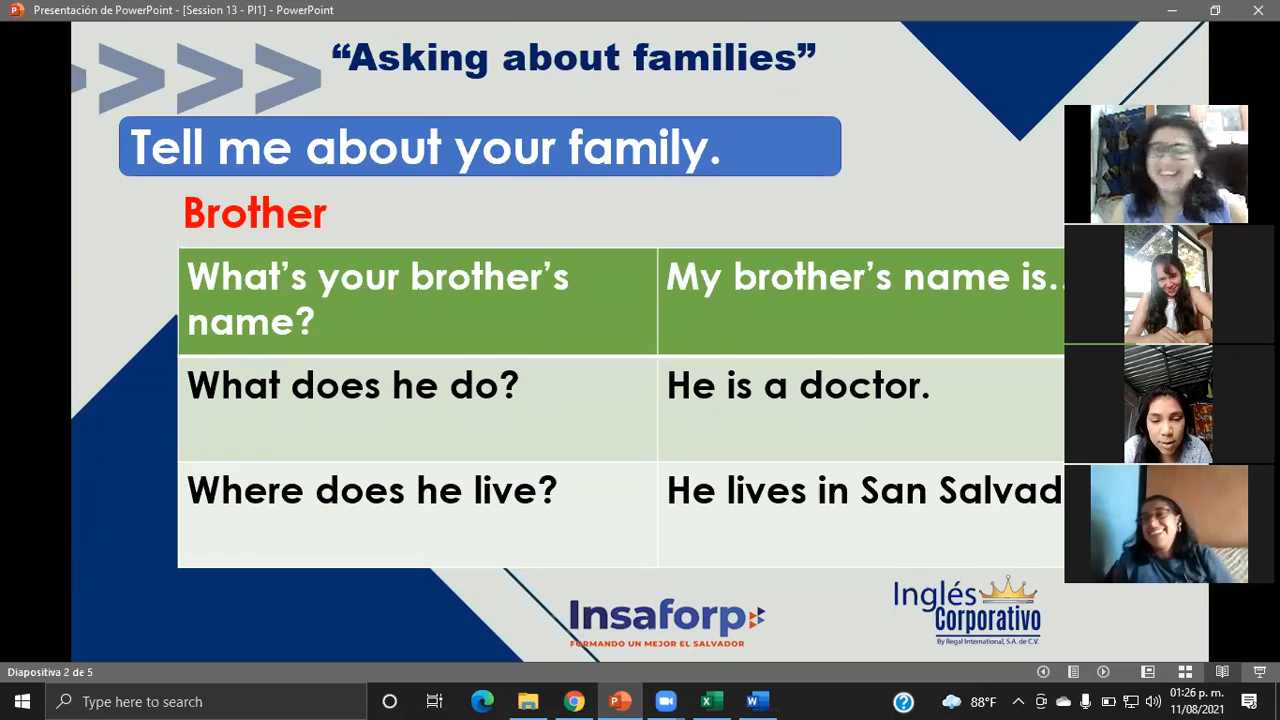 Presentación de PowerPoint - [Session 13 - PI1] - PowerPoint
“Asking about families”
Tell me about your family.
Brother
What’s your brother’s
name?
My brother’s name is..
What does he do?
He is a doctor.
Where does he live?
He lives in San Salvad
Insaforp
FORMANDO UN MEJOR EL SALVADOR
Inglés
Corporativo
By Regal International, S.A. de C.V.
Diapositiva 2 de 5
Type here to search
88°F
01:26 p. m.
11/08/2021